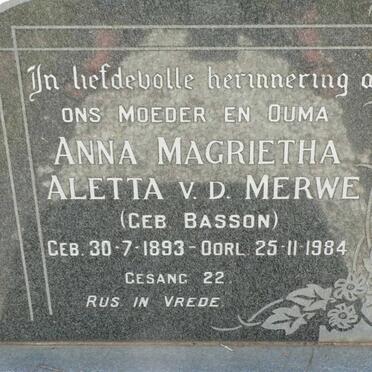 In liefdevolle herinnering a
ONS MOEDER EN OUMA
ANNA MAGRIETHA
ALETTA V. D. MERWE
(GEB. BASSON)
GEB. 30-7-1893 - OORL. 25-11-1984
GESANG 22.
RUS IN VREDE.